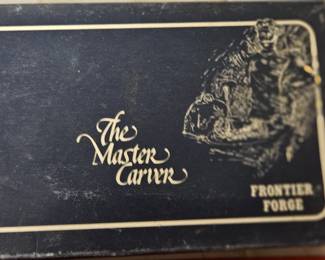 The
Master
Carver
FRONTIER
FORGE